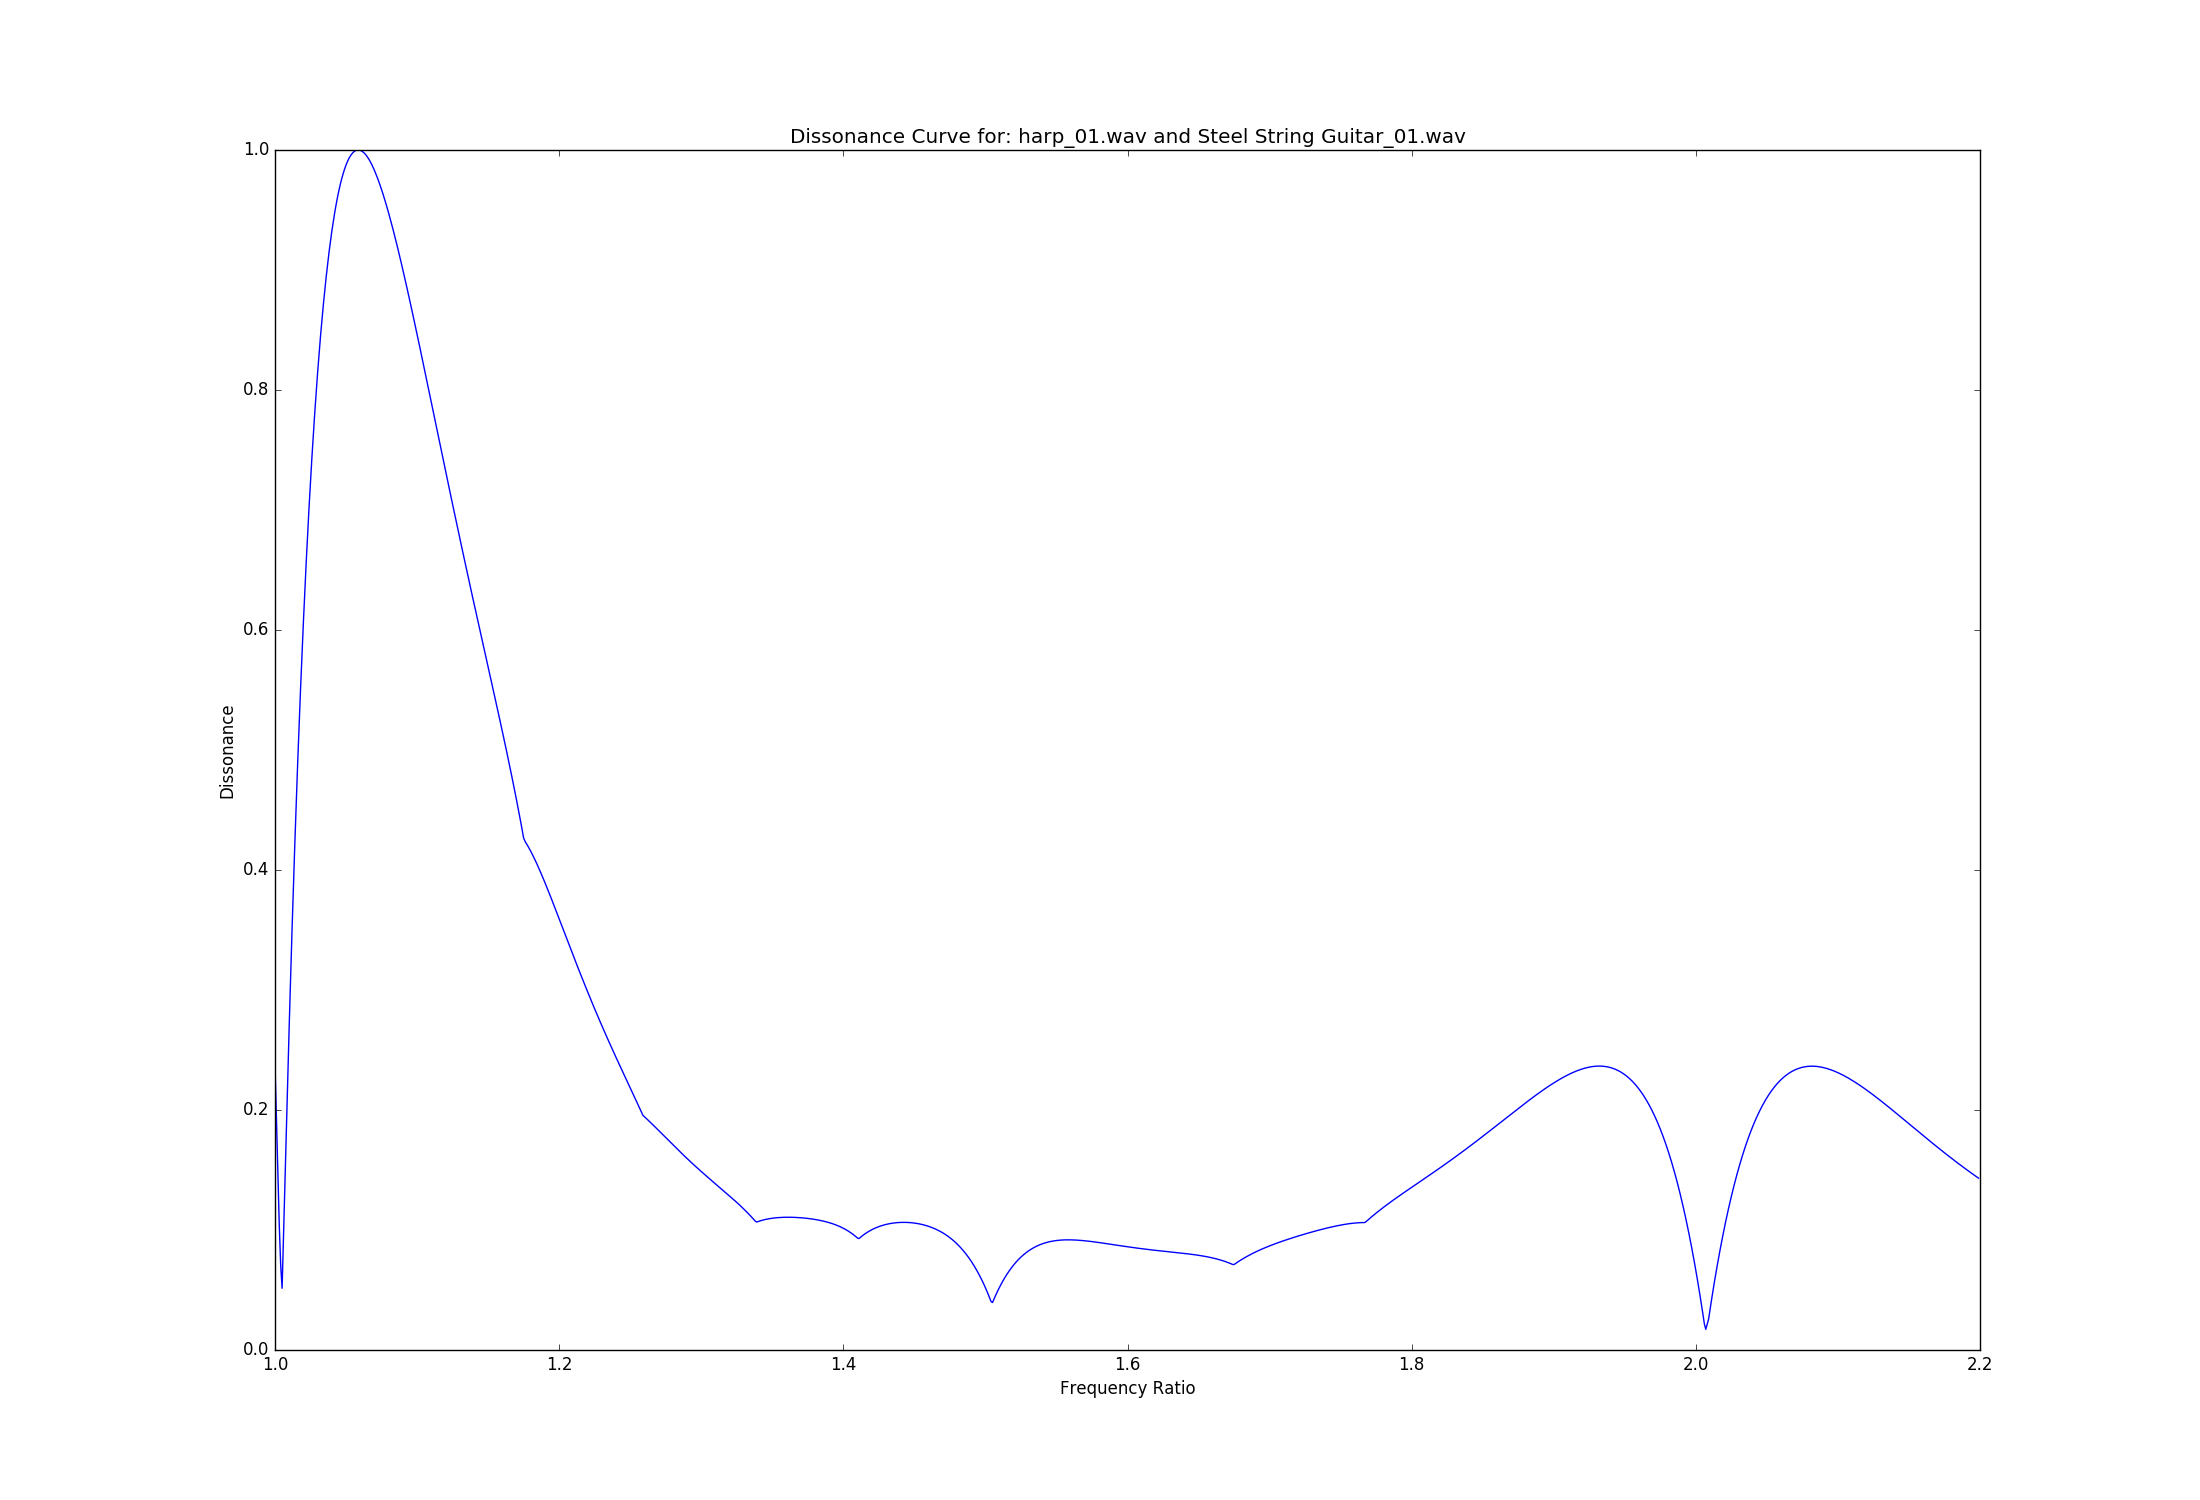 Dissonance Curve for: harp_01.wav and Steel String Guitar_01.wav
1.0
0.8
0.6
0.4
0.2
0.0
Dissonance
1.0 1.2 1.4 1.6 1.8 2.0 2.2
Frequency Ratio